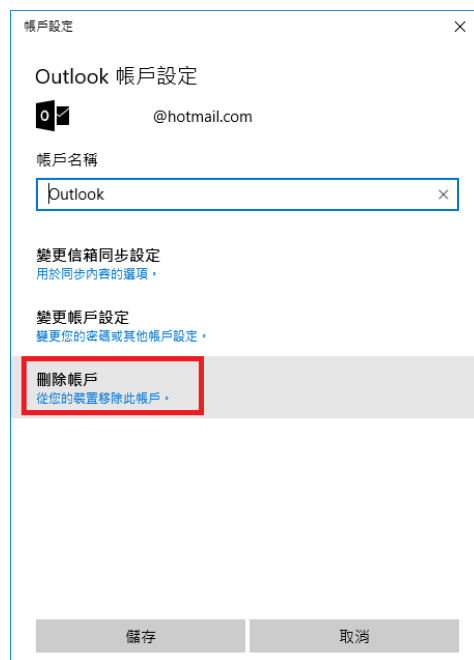 帳戶設定
Outlook 帳戶設定
@hotmail.com
帳戶名稱
Outlook
變更信箱同步設定
用於同步內容的選項。
變更帳戶設定
變更您的密碼或其他帳戶設定。
刪除帳戶
從您的裝置移除此帳戶。
儲存
取消